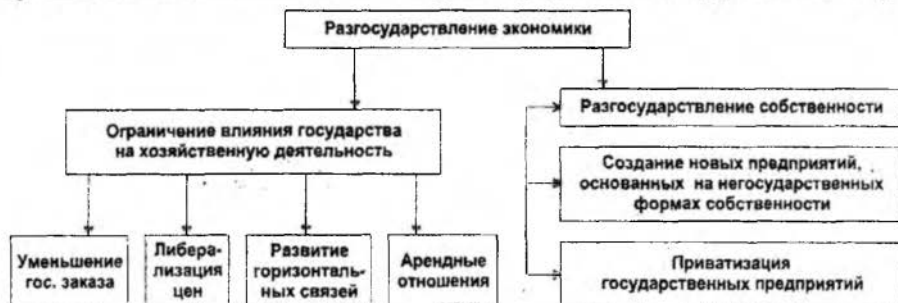 Разгосударствление экономики
Ограничение влияния государства
на хозяйственную деятельность
Уменьшение
гос. заказа
Либера-
лизация
цен
Развитие
горизонталь-
ных связей
Арендные
отношения
Разгосударствление собственности
Создание новых предприятий,
основанных на негосударственных
формах собственности
Приватизация
государственных предприятий